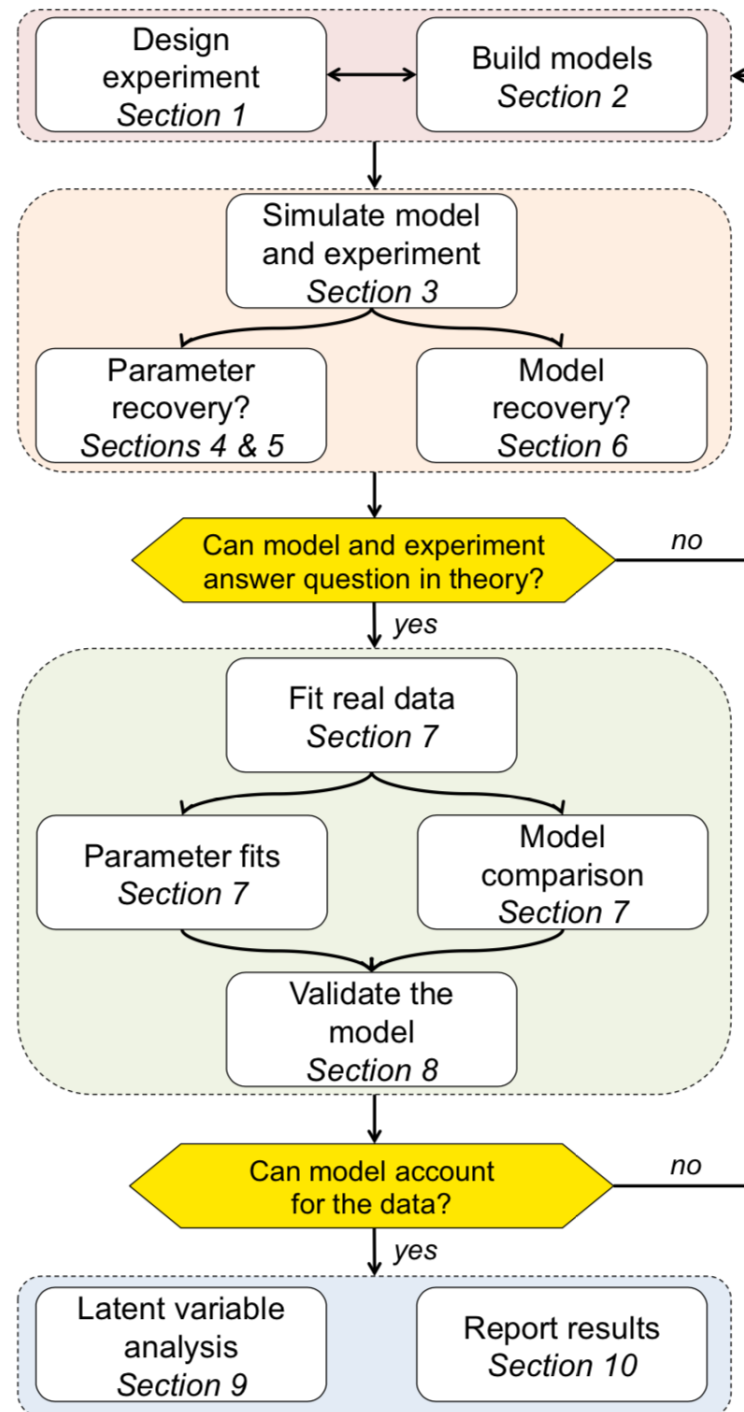 Design
experiment
Section 1
Build models
Section 2
Simulate model
and experiment
Section 3
Parameter
recovery?
Sections 4 & 5
Model
recovery?
Section 6
Can model and experiment
answer question in theory?
no
yes
Fit real data
Section 7
Parameter fits
Section 7
Model
comparison
Section 7
Validate the
model
Section 8
Can model account
for the data?
no
yes
Latent variable
analysis
Section 9
Report results
Section 10